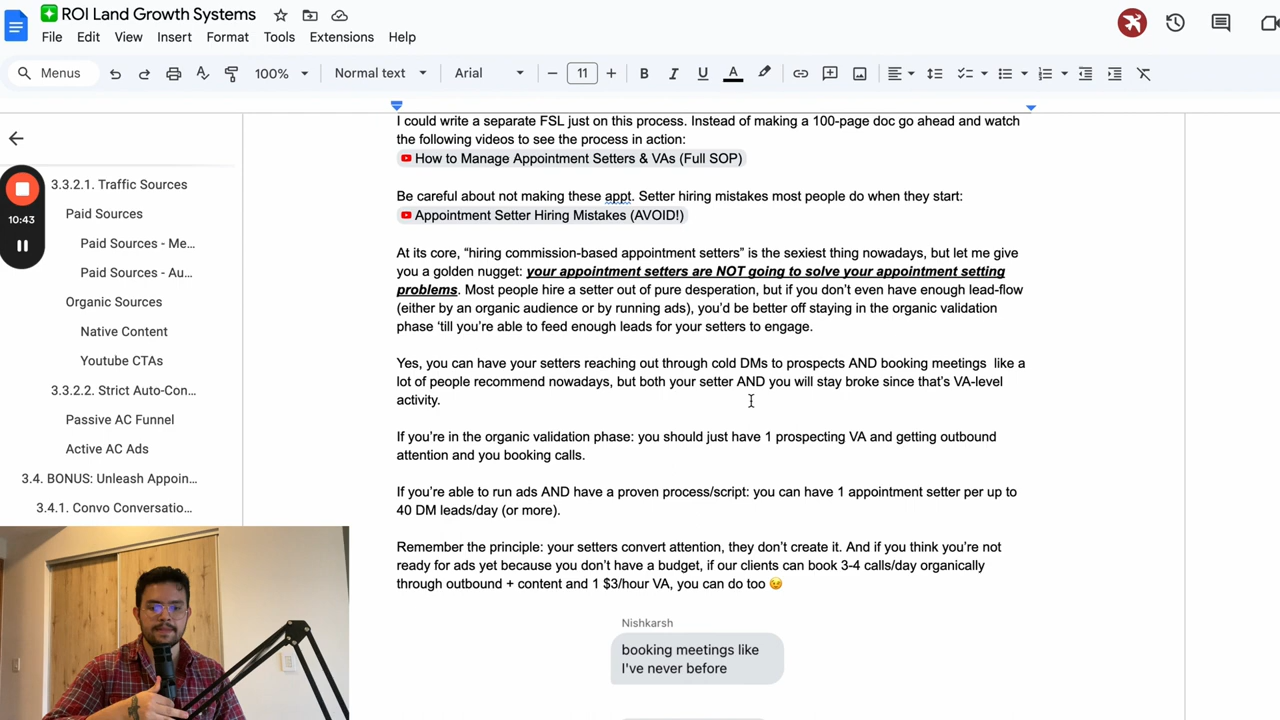 ROI Land Growth Systems
File Edit View Insert Format Tools Extensions Help
Menus 100% Normal text Arial 11 B I U A
I could write a separate FSL just on this process. Instead of making a 100-page doc go ahead and watch
the following videos to see the process in action:
How to Manage Appointment Setters & VAs (Full SOP)
Be careful about not making these appt. Setter hiring mistakes most people do when they start:
Appointment Setter Hiring Mistakes (AVOID!)
At its core, “hiring commission-based appointment setters” is the sexiest thing nowadays, but let me give
you a golden nugget: your appointment setters are NOT going to solve your appointment setting
problems. Most people hire a setter out of pure desperation, but if you don’t even have enough lead-flow
(either by an organic audience or by running ads), you’d be better off staying in the organic validation
phase ‘till you’re able to feed enough leads for your setters to engage.
Yes, you can have your setters reaching out through cold DMs to prospects AND booking meetings  like a
lot of people recommend nowadays, but both your setter AND you will stay broke since that’s VA-level
activity.
If you’re in the organic validation phase: you should just have 1 prospecting VA and getting outbound
attention and you booking calls.
If you’re able to run ads AND have a proven process/script: you can have 1 appointment setter per up to
40 DM leads/day (or more).
Remember the principle: your setters convert attention, they don’t create it. And if you think you’re not
ready for ads yet because you don’t have a budget, if our clients can book 3-4 calls/day organically
through outbound + content and 1 $3/hour VA, you can do too 😉
Nishkarsh
booking meetings like
I've never before
3.3.2.1. Traffic Sources
Paid Sources
Paid Sources - Me...
Paid Sources - Au...
Organic Sources
Native Content
Youtube CTAs
3.3.2.2. Strict Auto-Con...
Passive AC Funnel
Active AC Ads
3.4. BONUS: Unleash Appoin...
3.4.1. Convo Conversatio...
10:43